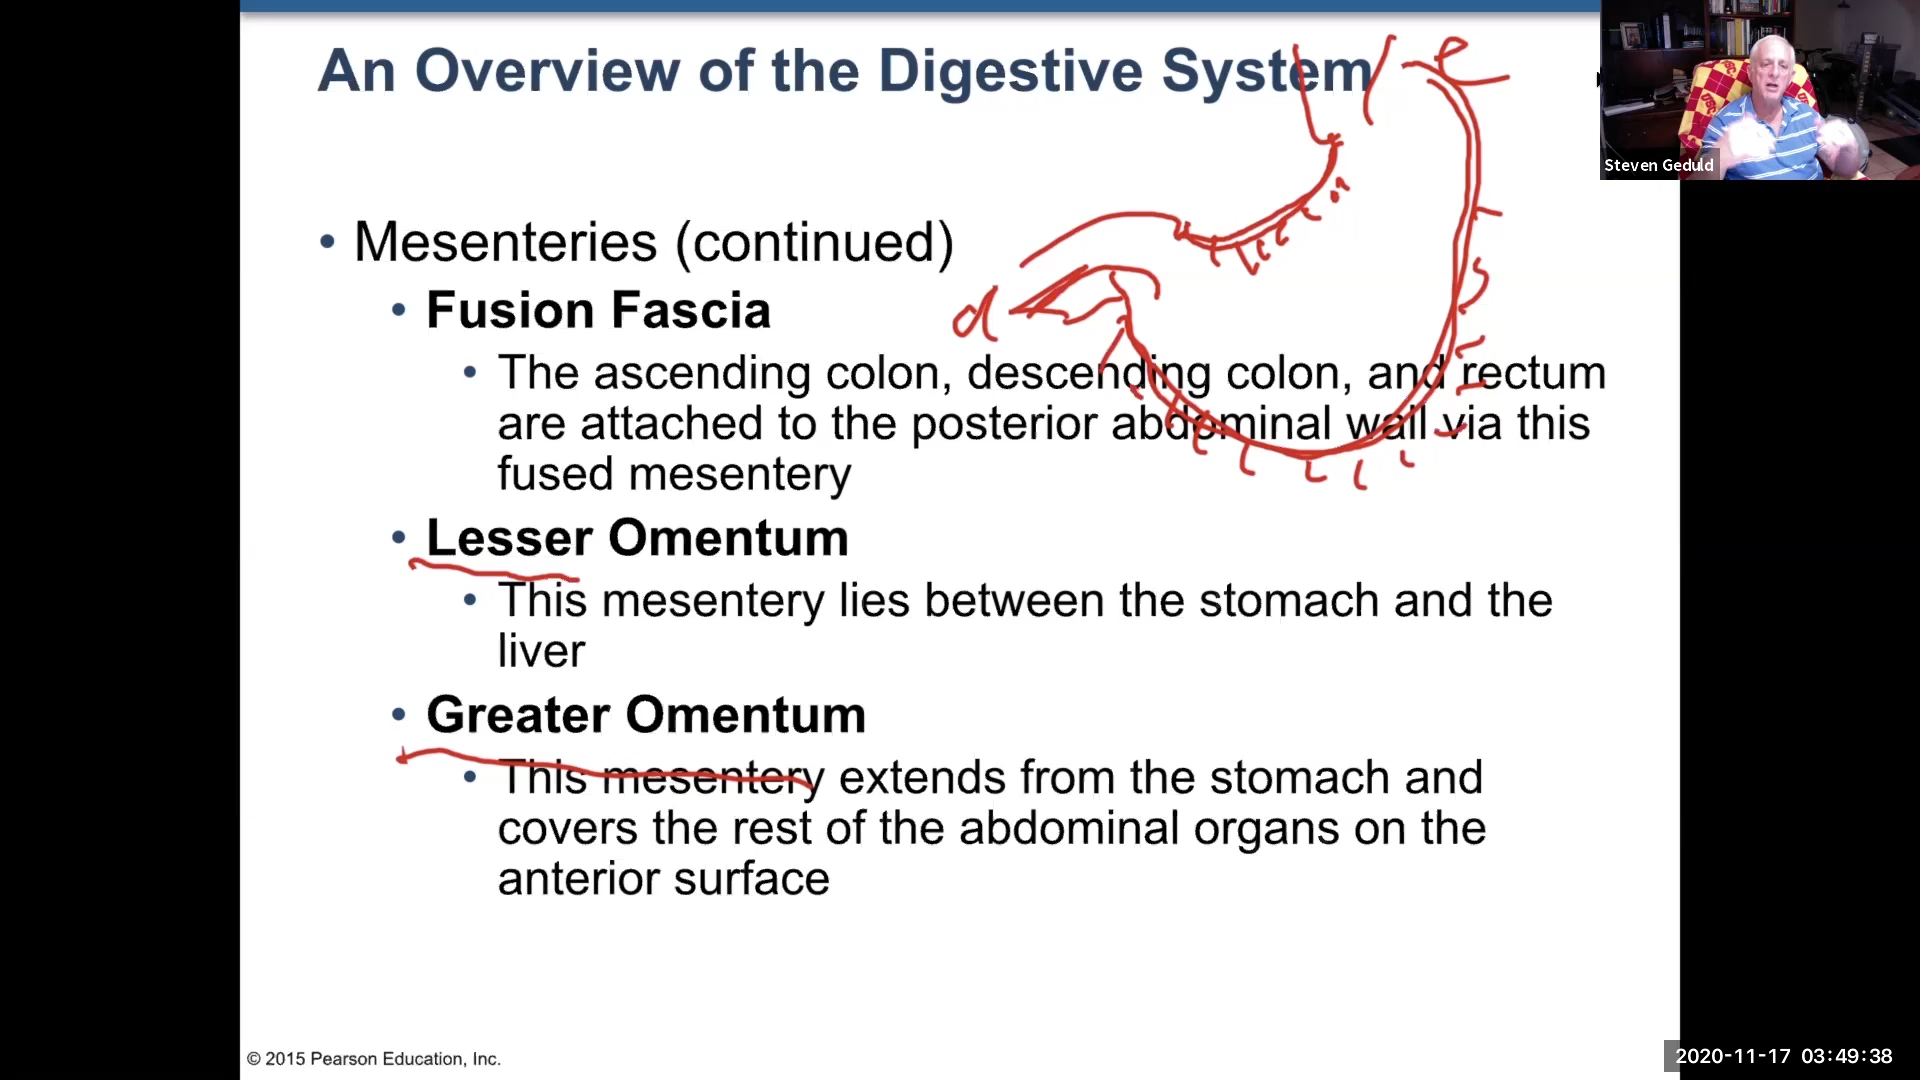 An Overview of the Digestive System
e
Steven Geduld
• Mesenteries (continued)
• Fusion Fascia
d
• The ascending colon, descending colon, and rectum
are attached to the posterior abdominal wall via this
fused mesentery
• Lesser Omentum
• This mesentery lies between the stomach and the
liver
• Greater Omentum
• This mesentery extends from the stomach and
covers the rest of the abdominal organs on the
anterior surface
© 2015 Pearson Education, Inc.
2020-11-17 03:49:38